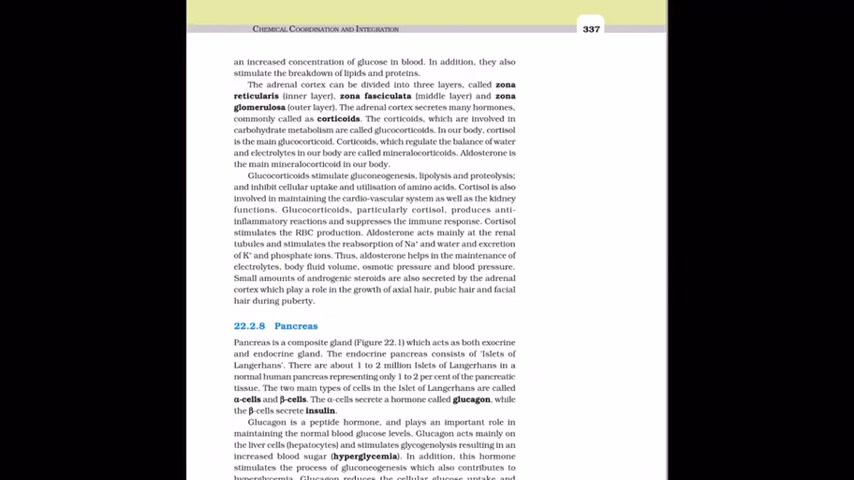 CHEMICAL COORDINATION AND INTEGRATION
337
an increased concentration of glucose in blood. In addition, they also
stimulate the breakdown of lipids and proteins.
The adrenal cortex can be divided into three layers, called zona
reticularis (inner layer), zona fasciculata (middle layer) and zona
glomerulosa (outer layer). The adrenal cortex secretes many hormones,
commonly called as corticoids. The corticoids, which are involved in
carbohydrate metabolism are called glucocorticoids. In our body, cortisol
is the main glucocorticoid. Corticoids, which regulate the balance of water
and electrolytes in our body are called mineralocorticoids. Aldosterone is
the main mineralocorticoid in our body.
Glucocorticoids stimulate gluconeogenesis, lipolysis and proteolysis;
and inhibit cellular uptake and utilisation of amino acids. Cortisol is also
involved in maintaining the cardio-vascular system as well as the kidney
functions. Glucocorticoids, particularly cortisol, produces anti-
inflammatory reactions and suppresses the immune response. Cortisol
stimulates the RBC production. Aldosterone acts mainly at the renal
tubules and stimulates the reabsorption of Na⁺ and water and excretion
of K⁺ and phosphate ions. Thus, aldosterone helps in the maintenance of
electrolytes, body fluid volume, osmotic pressure and blood pressure.
Small amounts of androgenic steroids are also secreted by the adrenal
cortex which play a role in the growth of axial hair, pubic hair and facial
hair during puberty.
22.2.8 Pancreas
Pancreas is a composite gland (Figure 22.1) which acts as both exocrine
and endocrine gland. The endocrine pancreas consists of 'Islets of
Langerhans'. There are about 1 to 2 million Islets of Langerhans in a
normal human pancreas representing only 1 to 2 per cent of the pancreatic
tissue. The two main types of cells in the Islet of Langerhans are called
α-cells and β-cells. The α-cells secrete a hormone called glucagon, while
the β-cells secrete insulin.
Glucagon is a peptide hormone, and plays an important role in
maintaining the normal blood glucose levels. Glucagon acts mainly on
the liver cells (hepatocytes) and stimulates glycogenolysis resulting in an
increased blood sugar (hyperglycemia). In addition, this hormone
stimulates the process of gluconeogenesis which also contributes to
hyperglycemia. Glucagon reduces the cellular glucose uptake and